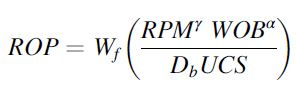 ROP = W_f ( RPM^γ WOB^α / D_b UCS )